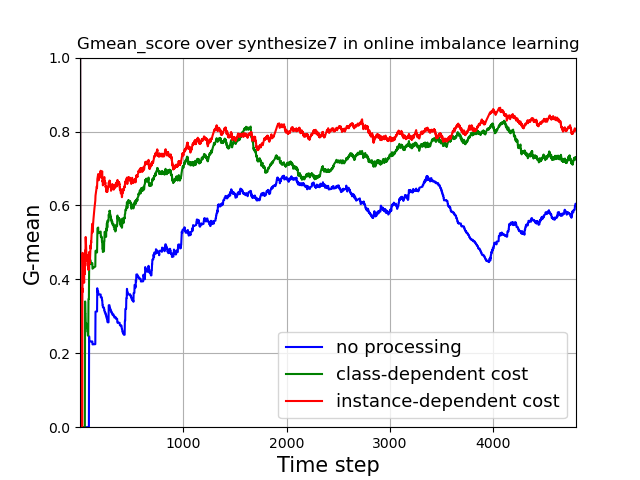 Gmean_score over synthesize7 in online imbalance learning
1.0
0.8
0.6
0.4
0.2
0.0
G-mean
no processing
class-dependent cost
instance-dependent cost
1000
2000
3000
4000
Time step